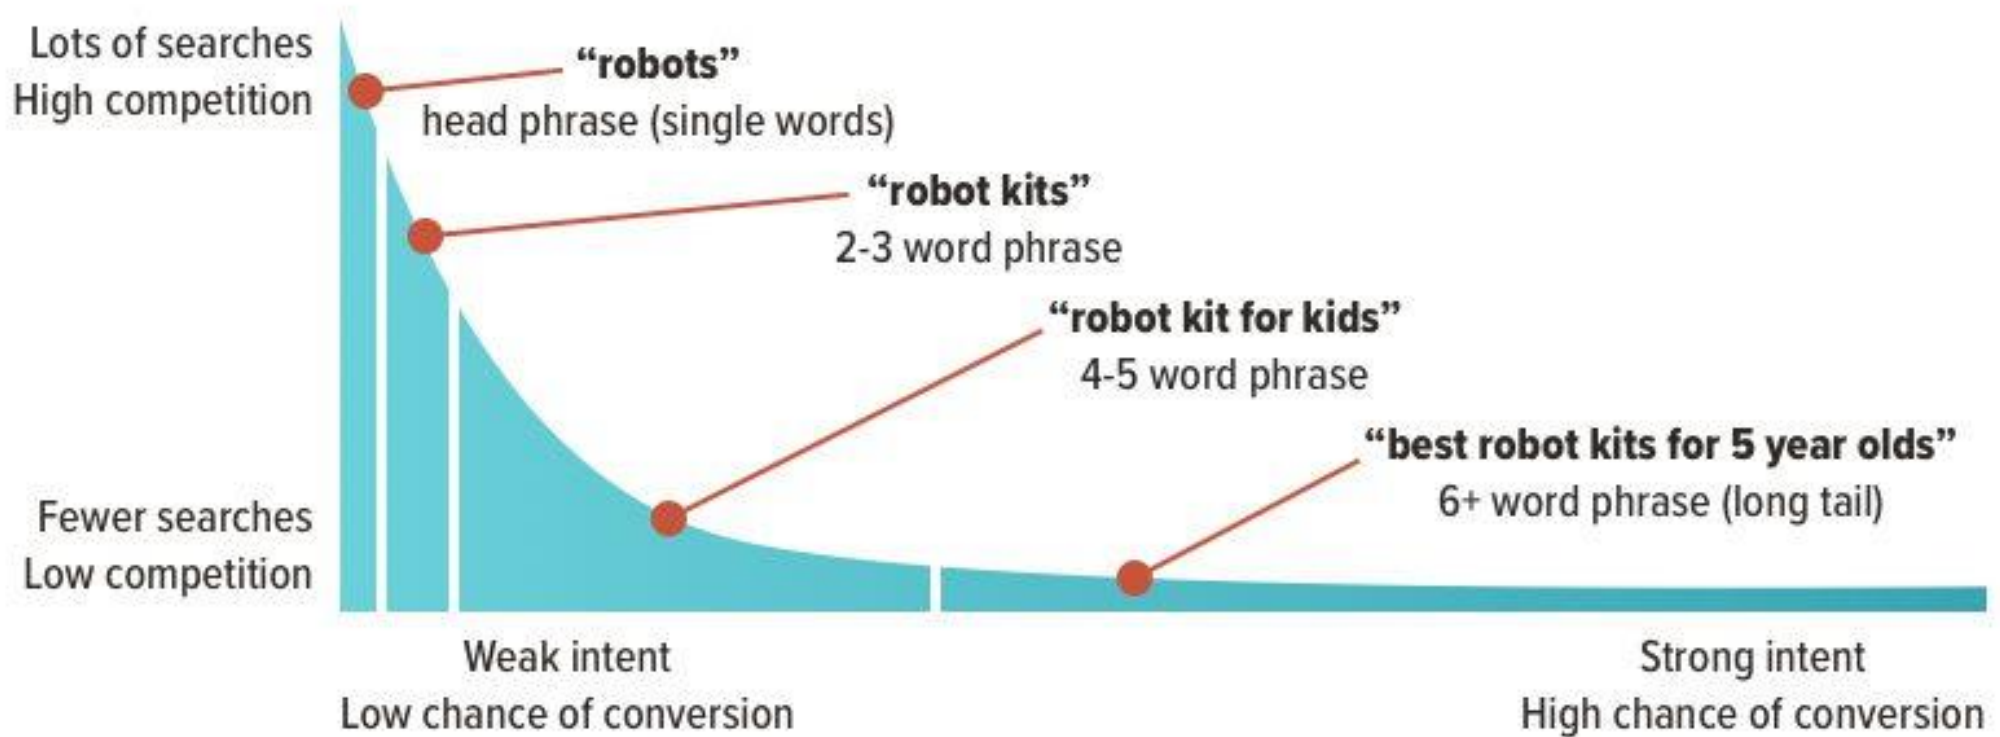 Lots of searches
High competition
“robots”
head phrase (single words)
“robot kits”
2-3 word phrase
“robot kit for kids”
4-5 word phrase
“best robot kits for 5 year olds”
6+ word phrase (long tail)
Fewer searches
Low competition
Weak intent
Low chance of conversion
Strong intent
High chance of conversion